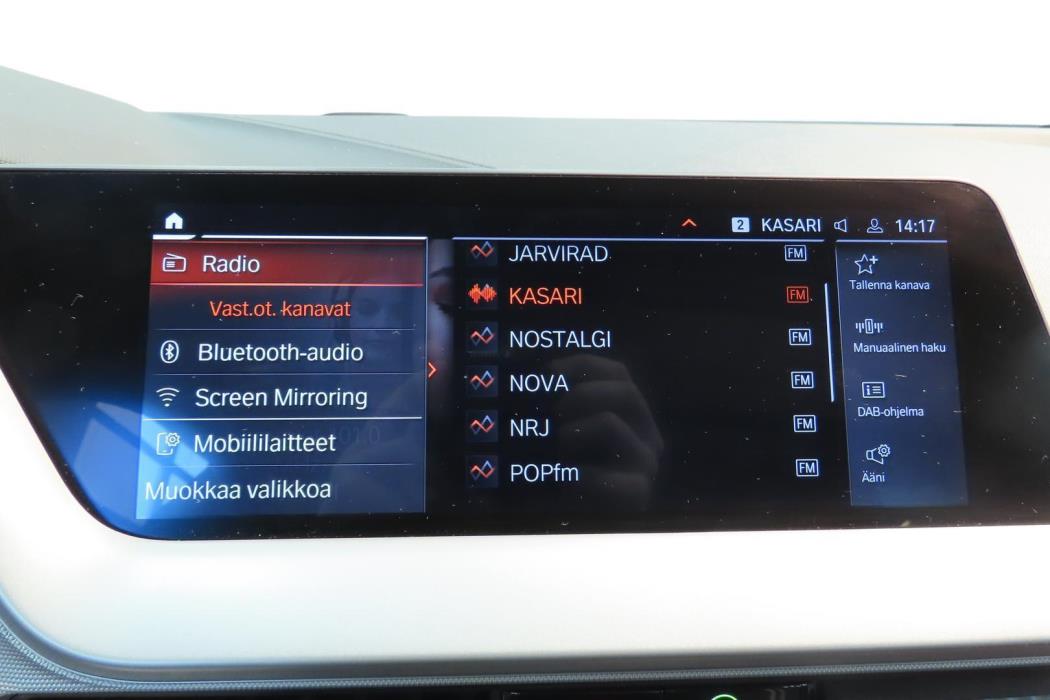 2 KASARI 14:17
Radio
Vast.ot. kanavat
Bluetooth-audio
Screen Mirroring
Mobiililaitteet
Muokkaa valikkoa
JARVIRAD FM
KASARI FM
NOSTALGI FM
NOVA FM
NRJ FM
POPfm FM
Tallenna kanava
Manuaalinen haku
DAB-ohjelma
Ääni